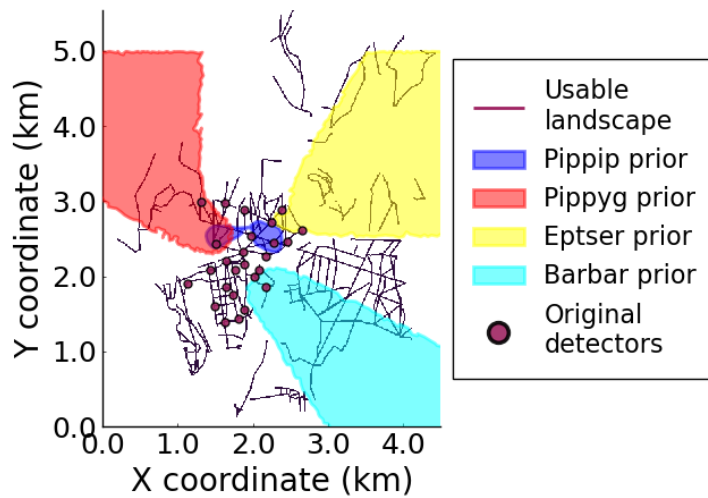 5.0
4.0
3.0
2.0
1.0
0.0
0.0 1.0 2.0 3.0 4.0
Y coordinate (km)
X coordinate (km)
Usable
landscape
Pippip prior
Pippyg prior
Eptser prior
Barbar prior
Original
detectors